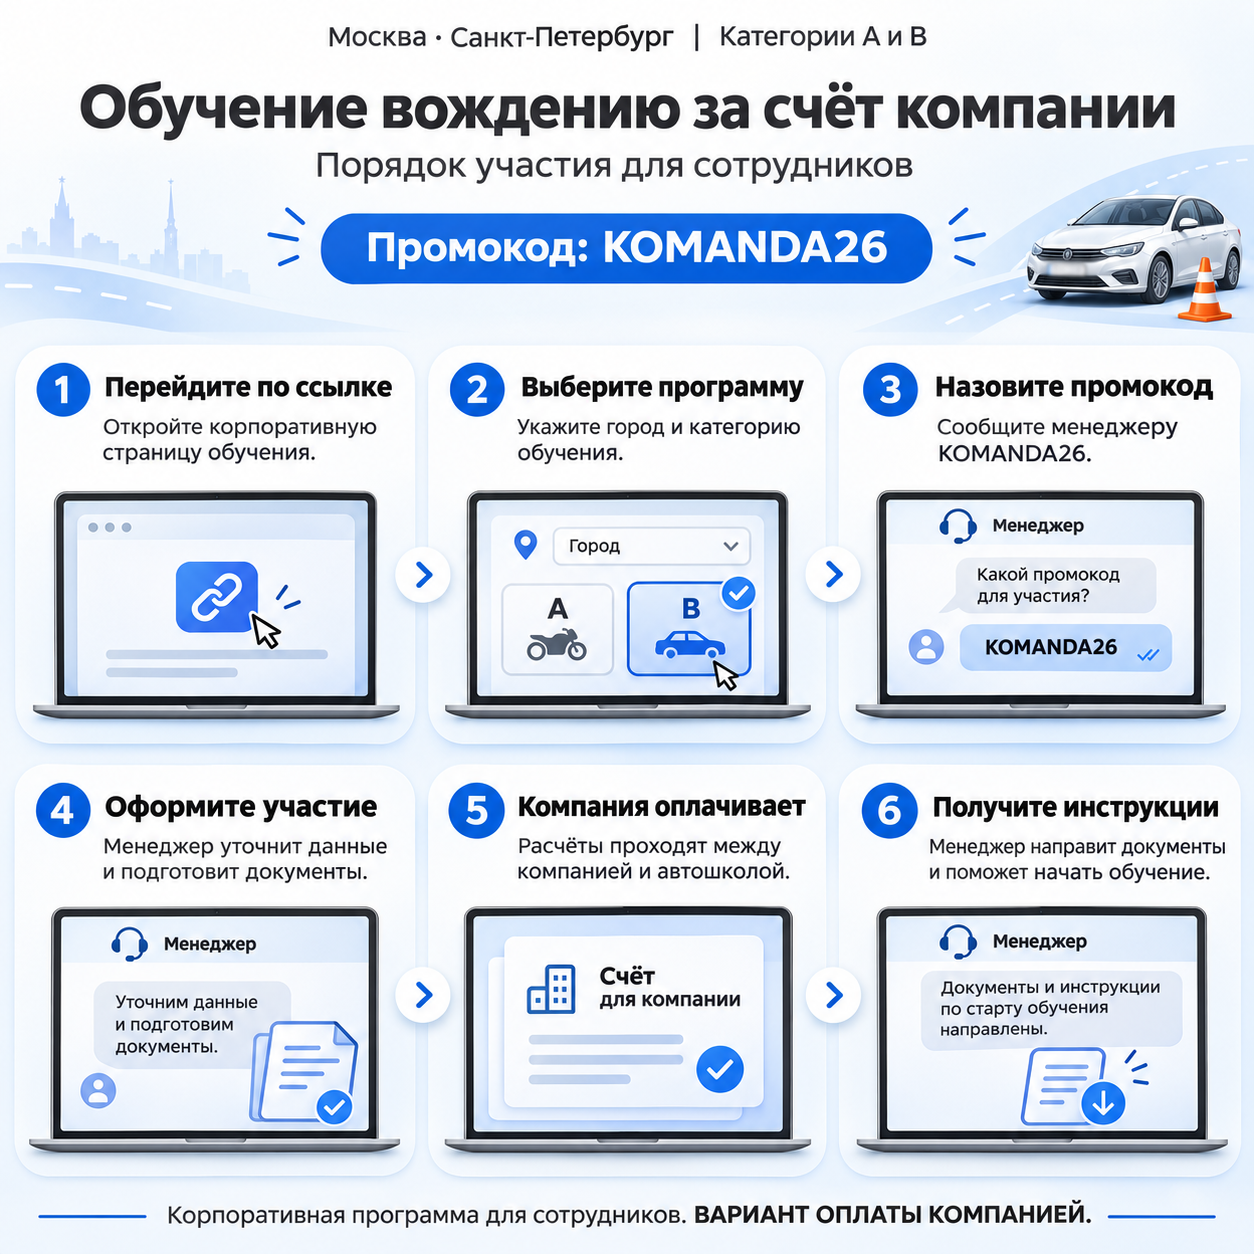 Москва · Санкт-Петербург | Категории А и В
Обучение вождению за счёт компании
Порядок участия для сотрудников
Промокод: KOMANDA26
1 Перейдите по ссылке
Откройте корпоративную
страницу обучения.
2 Выберите программу
Укажите город и категорию
обучения.
Город
A
B
3 Назовите промокод
Сообщите менеджеру
KOMANDA26.
Менеджер
Какой промокод
для участия?
KOMANDA26
4 Оформите участие
Менеджер уточнит данные
и подготовит документы.
Менеджер
Уточним данные
и подготовим
документы.
5 Компания оплачивает
Расчёты проходят между
компанией и автошколой.
Счёт
для компании
6 Получите инструкции
Менеджер направит документы
и поможет начать обучение.
Менеджер
Документы и инструкции
по старту обучения
направлены.
Корпоративная программа для сотрудников. ВАРИАНТ ОПЛАТЫ КОМПАНИЕЙ.